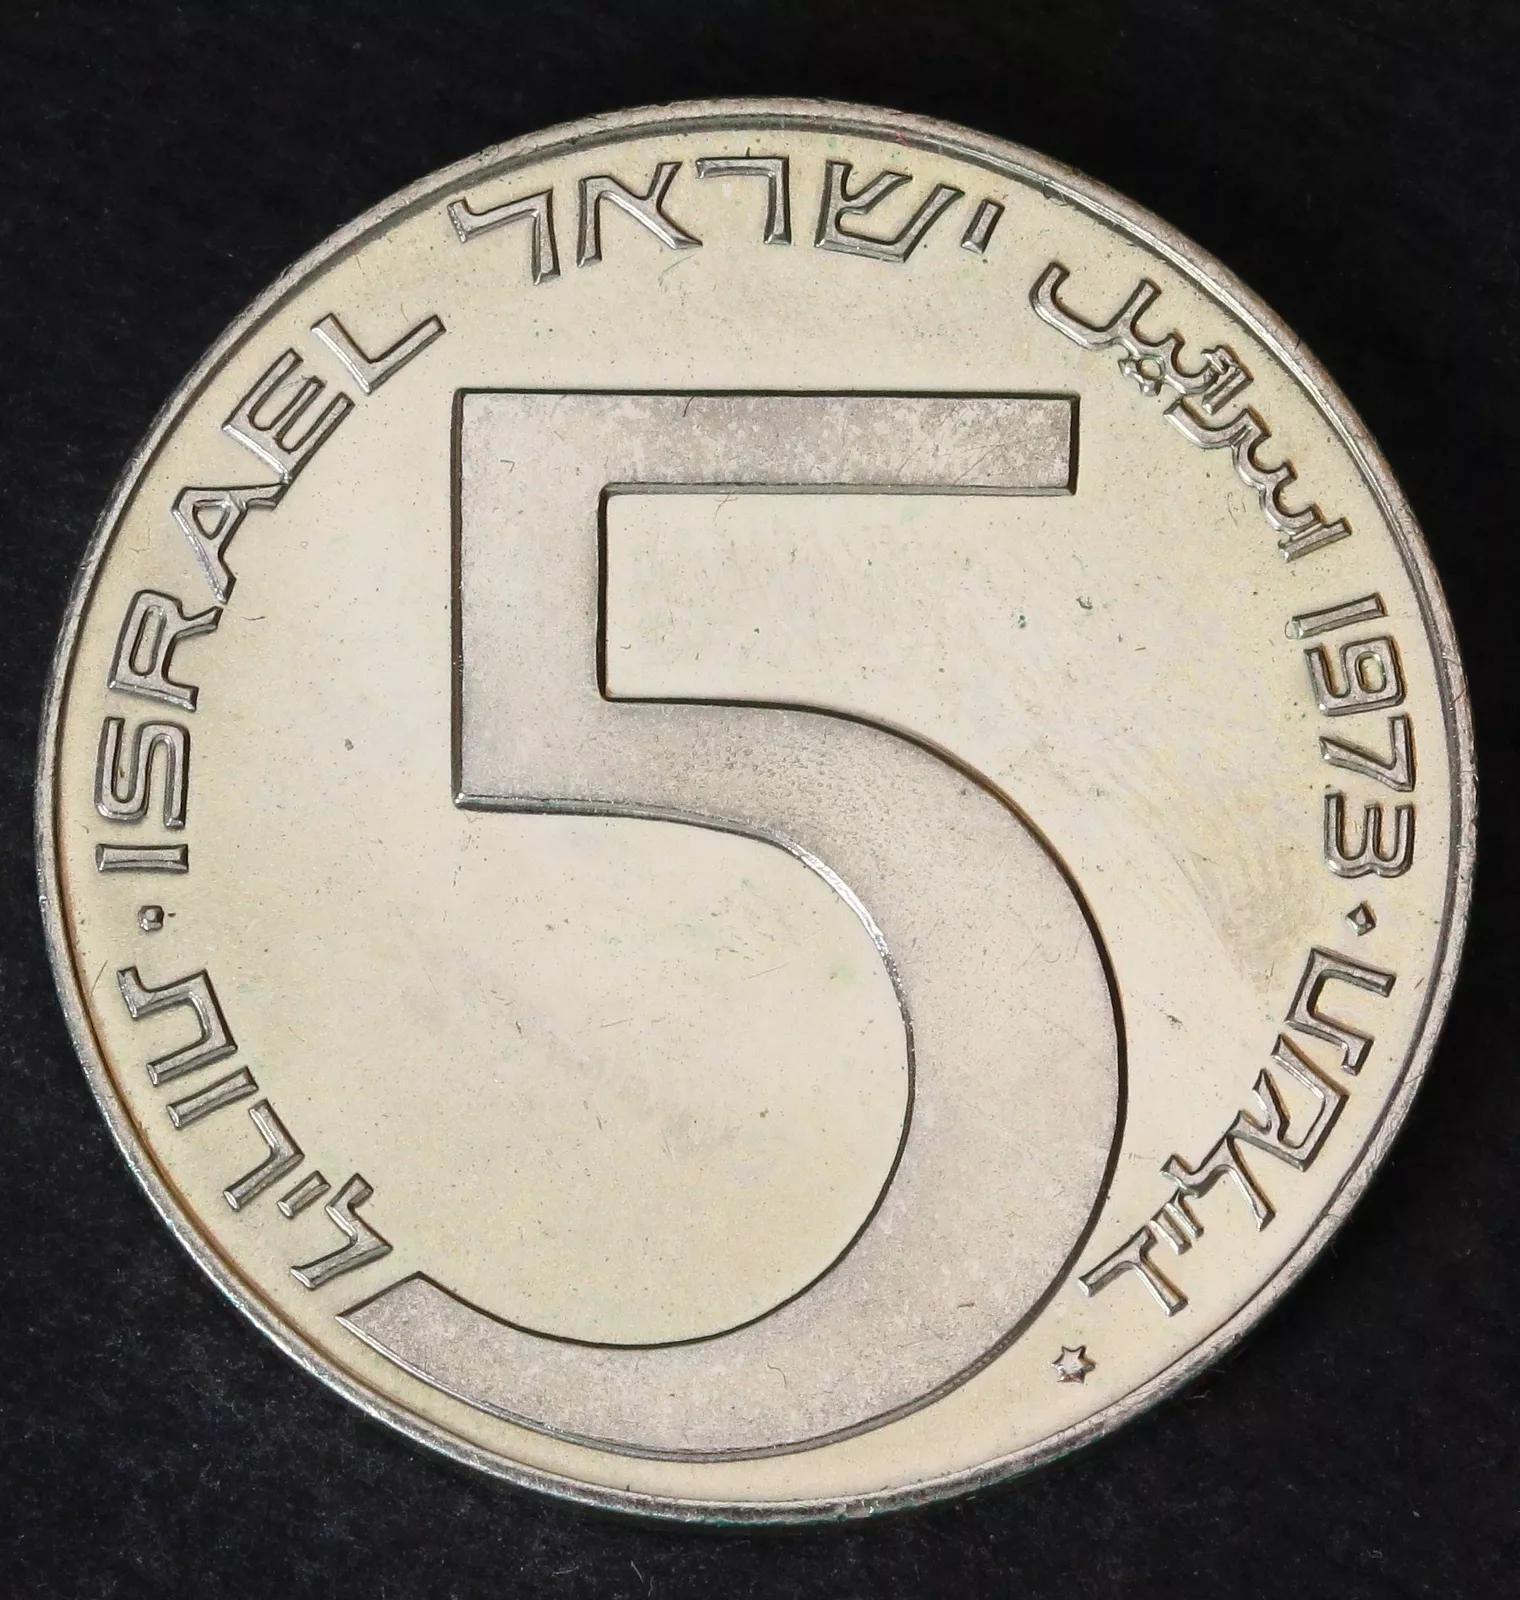 ישראל
اسرائيل
1973 ·
תשל״ד
5
לירות ·
ISRAEL